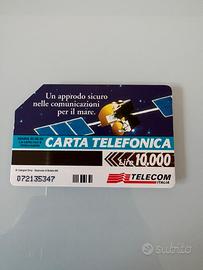 Un approdo sicuro
nelle comunicazioni
per il mare.
CARTA TELEFONICA
Lire 10.000
072135347
TELECOM
ITALIA
subito